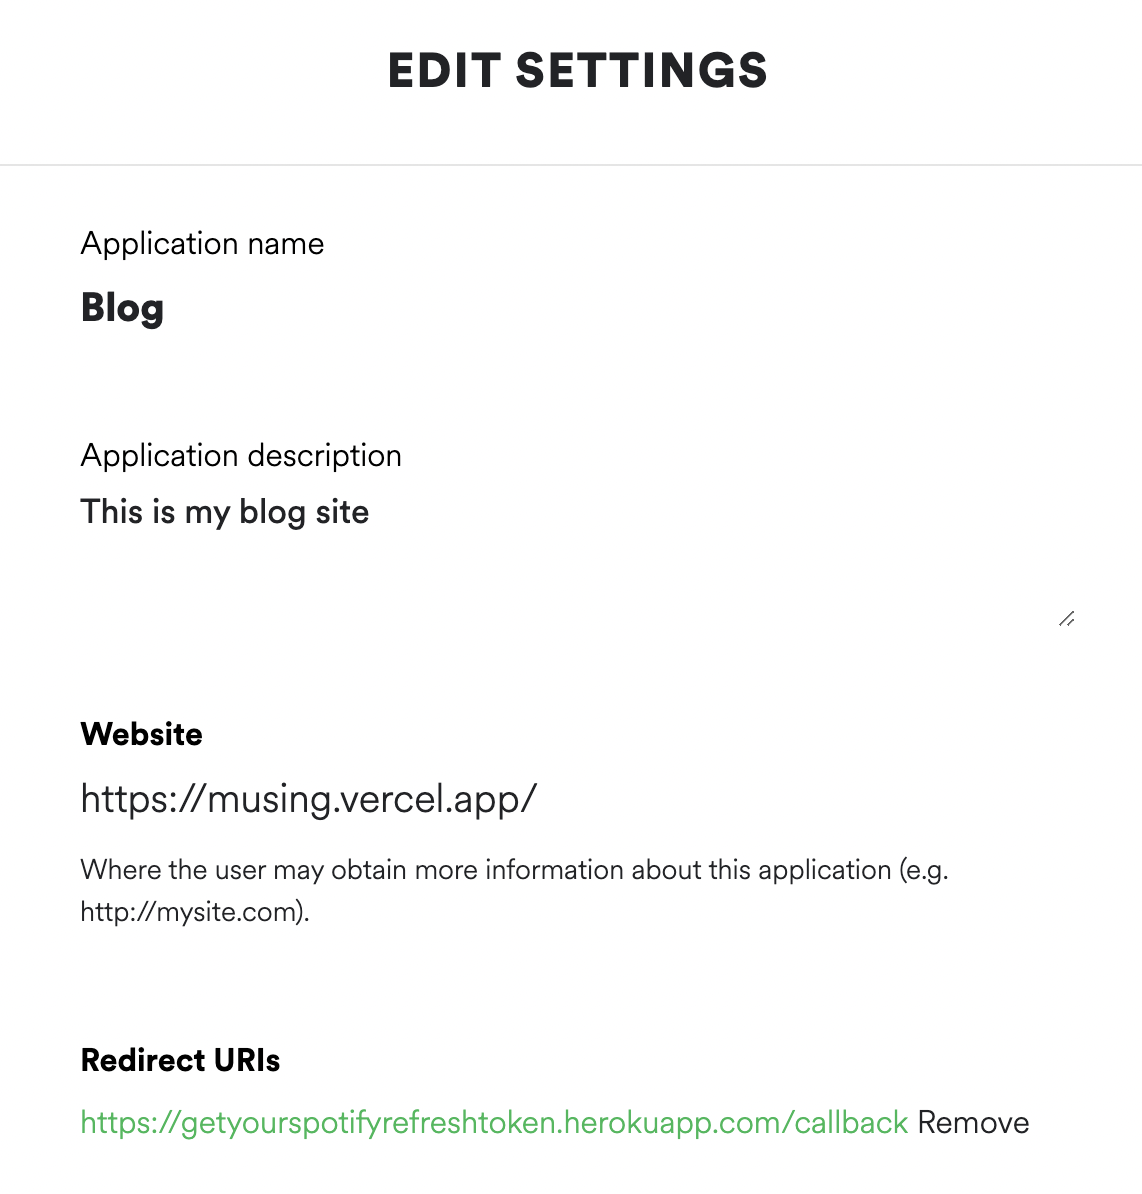 EDIT SETTINGS
Application name
Blog
Application description
This is my blog site
Website
https://musing.vercel.app/
Where the user may obtain more information about this application (e.g.
http://mysite.com).
Redirect URIs
https://getyourspotifyrefreshtoken.herokuapp.com/callback Remove